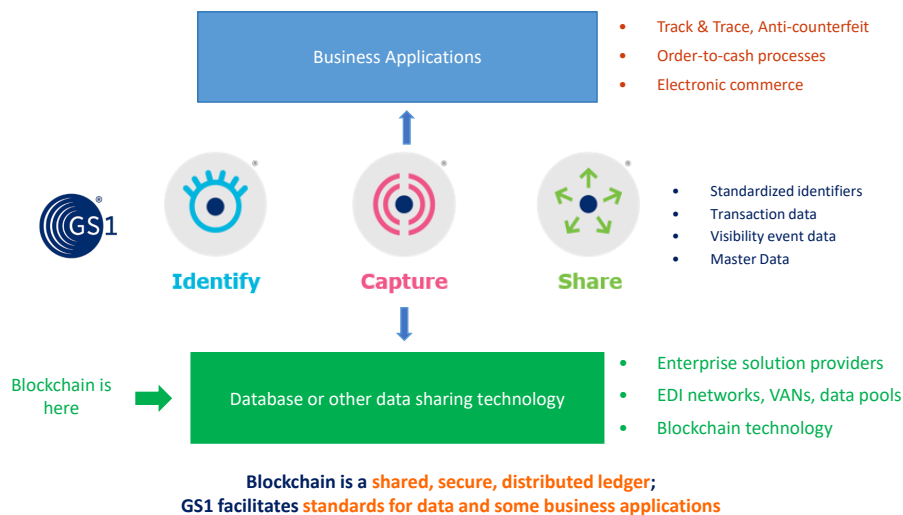 Business Applications
• Track & Trace, Anti-counterfeit
• Order-to-cash processes
• Electronic commerce
®
®
®
GS1
®
Identify
Capture
Share
• Standardized identifiers
• Transaction data
• Visibility event data
• Master Data
Blockchain is
here
Database or other data sharing technology
• Enterprise solution providers
• EDI networks, VANs, data pools
• Blockchain technology
Blockchain is a shared, secure, distributed ledger;
GS1 facilitates standards for data and some business applications